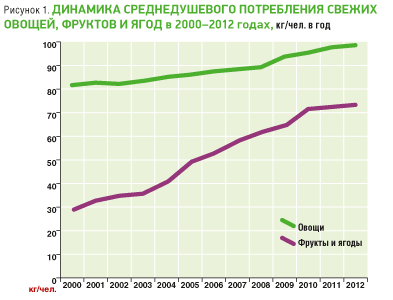 Рисунок 1. ДИНАМИКА СРЕДНЕДУШЕВОГО ПОТРЕБЛЕНИЯ СВЕЖИХ
ОВОЩЕЙ, ФРУКТОВ И ЯГОД в 2000–2012 годах, кг/чел. в год
100
90
80
70
60
50
40
30
20
10
0
Овощи
Фрукты и ягоды
2000 2001 2002 2003 2004 2005 2006 2007 2008 2009 2010 2011 2012
кг/чел.